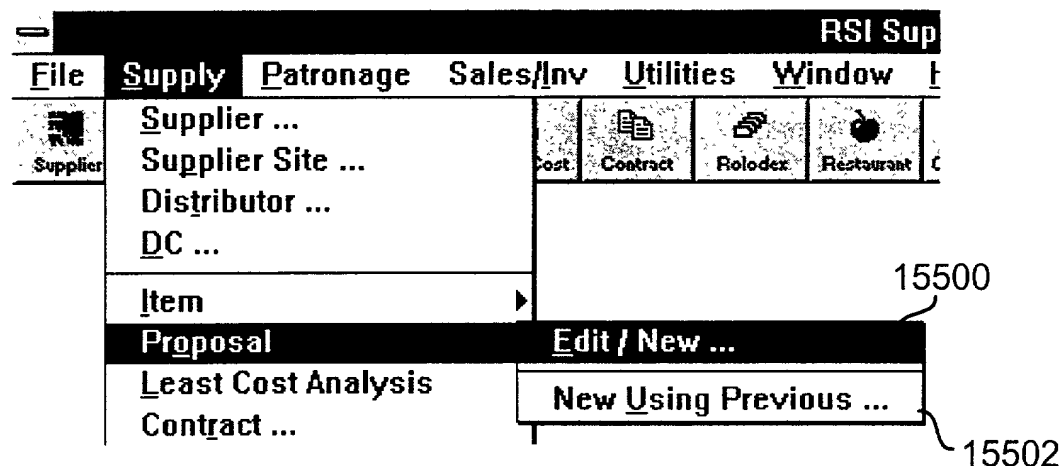 RSI Sup
File Supply Patronage Sales/Inv Utilities Window
Supplier Cost Contract Rolodex Restaurant
Supplier ...
Supplier Site ...
Distributor ...
DC ...
Item
Proposal
Least Cost Analysis
Contract ...
15500
Edit / New ...
New Using Previous ...
15502